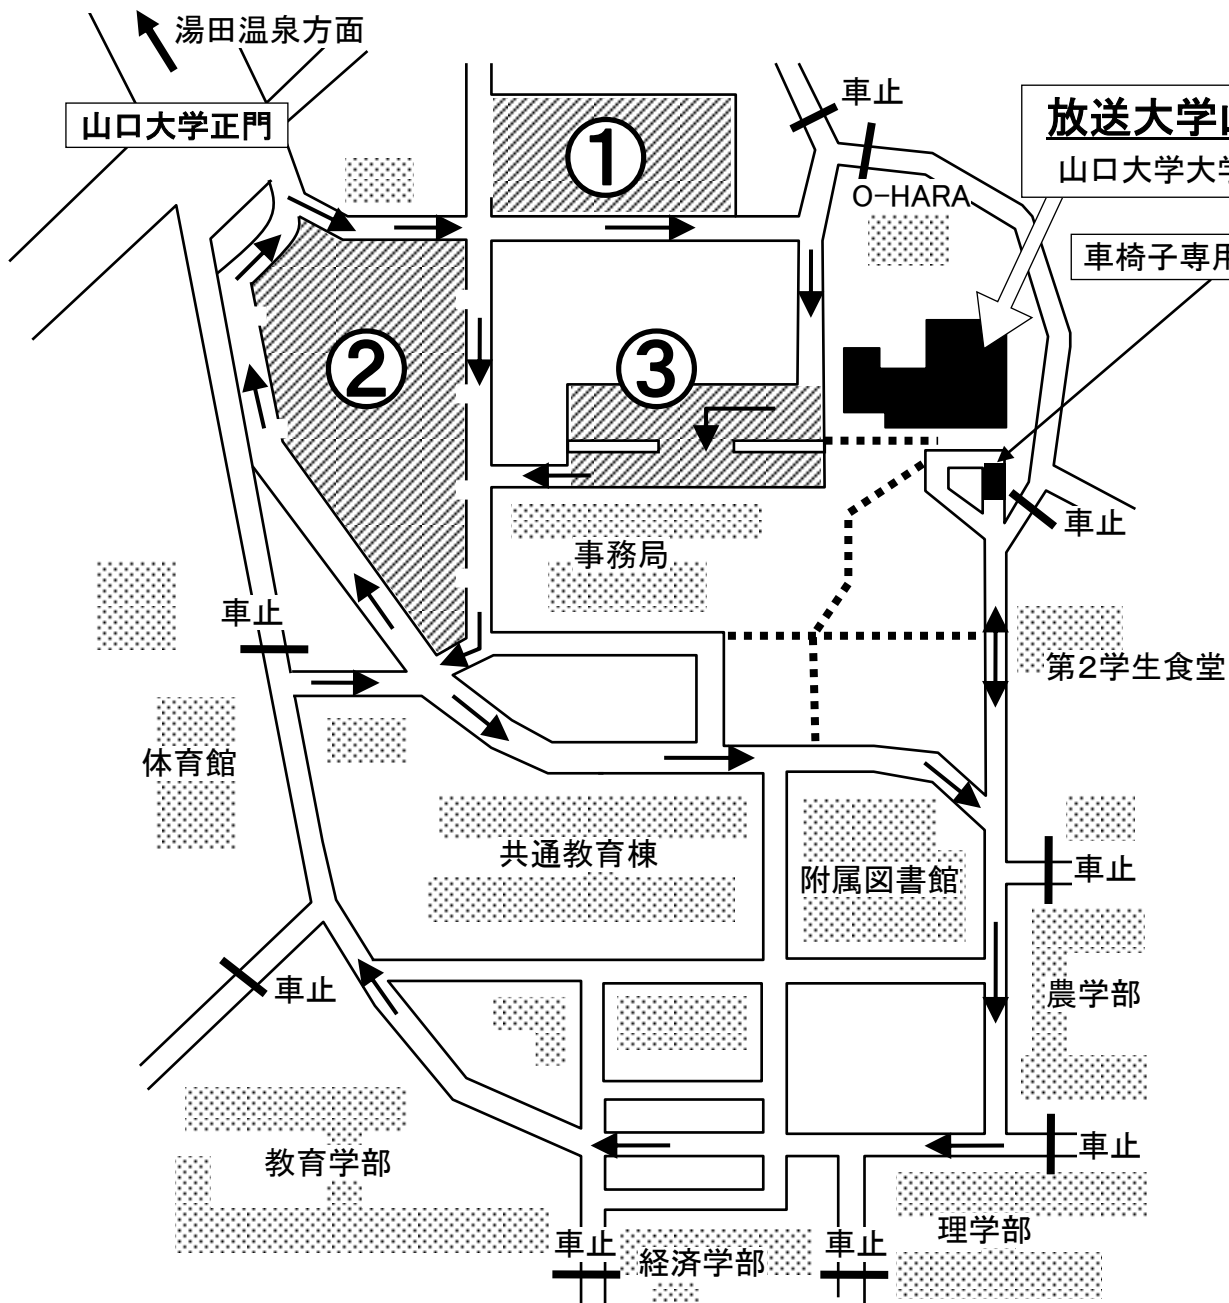 湯田温泉方面
山口大学正門
①
車止
放送大学
山口大学大学
O-HARA
車椅子専用
②
③
車止
事務局
車止
第2学生食堂
体育館
共通教育棟
附属図書館
車止
車止
農学部
教育学部
車止
理学部
車止
経済学部
車止